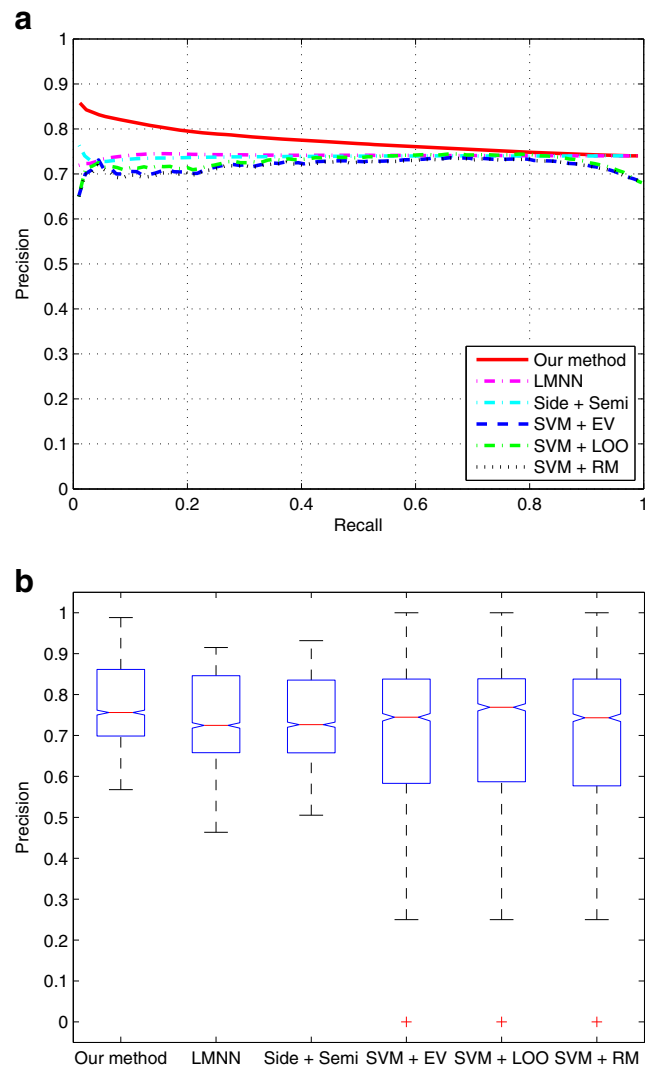 a
1
0.9
0.8
0.7
0.6
0.5
0.4
0.3
0.2
0.1
0
Precision
0 0.2 0.4 0.6 0.8 1
Recall
Our method
LMNN
Side + Semi
SVM + EV
SVM + LOO
SVM + RM
b
1
0.9
0.8
0.7
0.6
0.5
0.4
0.3
0.2
0.1
0
Precision
Our method LMNN Side + Semi SVM + EV SVM + LOO SVM + RM